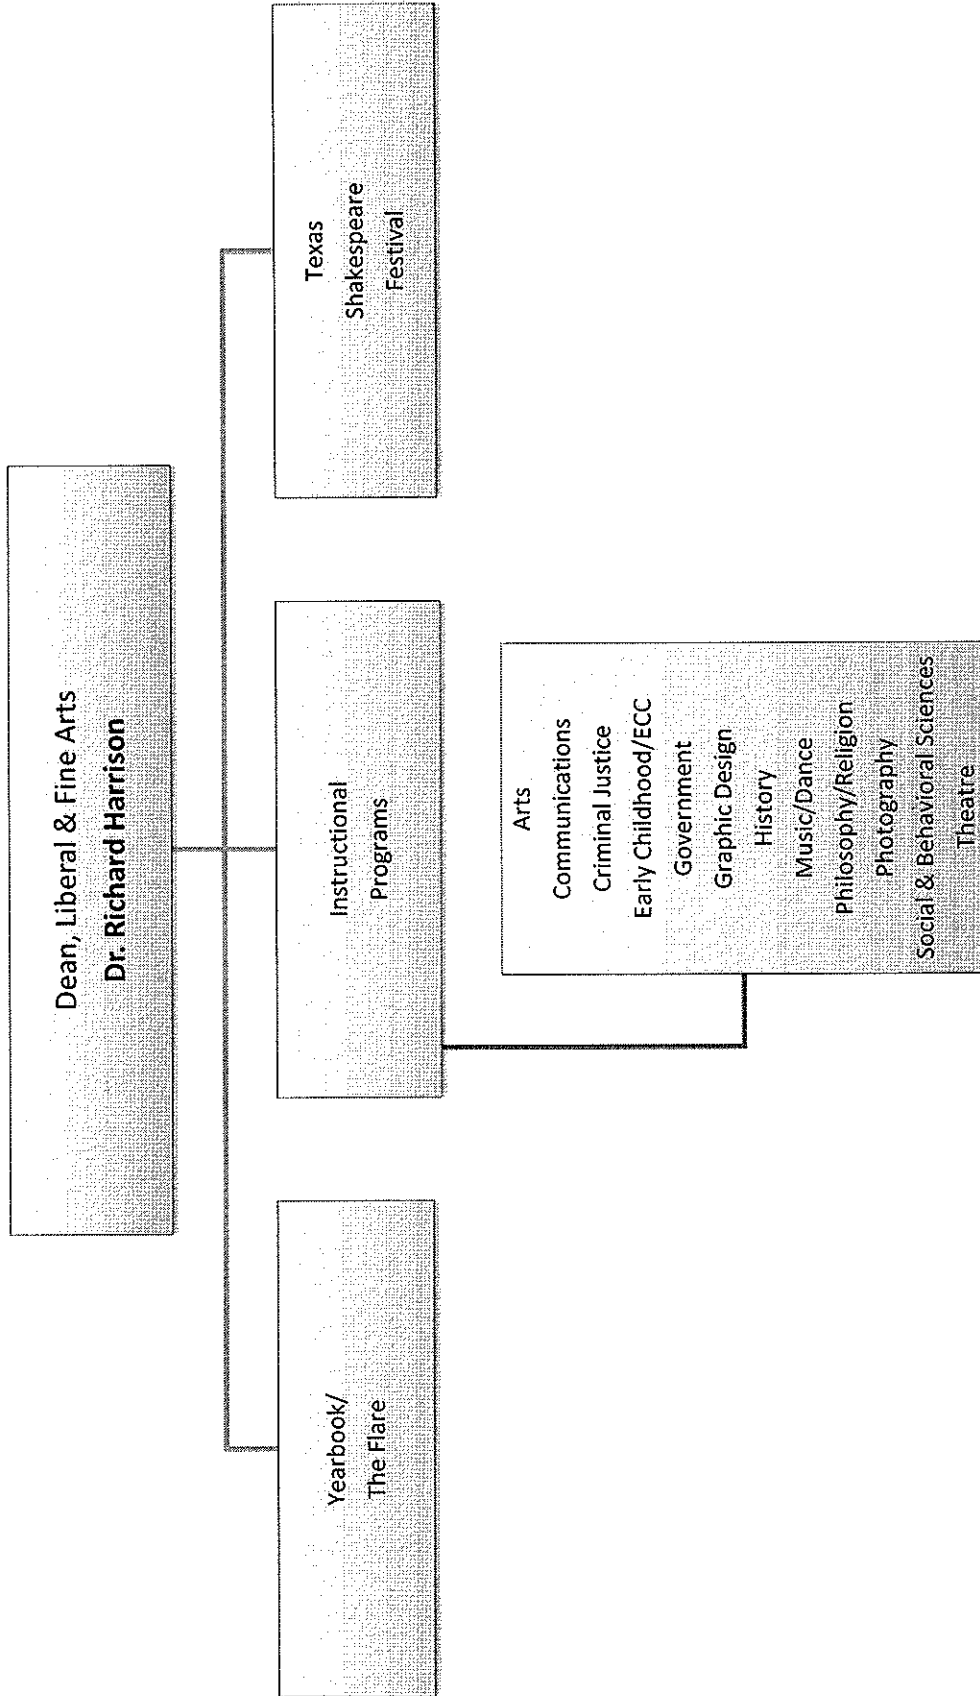 Dean, Liberal & Fine Arts
Dr. Richard Harrison
Yearbook/
The Flare
Instructional
Programs
Texas
Shakespeare
Festival
Arts
Communications
Criminal Justice
Early Childhood/ECC
Government
Graphic Design
History
Music/Dance
Philosophy/Religion
Photography
Social & Behavioral Sciences
Theatre